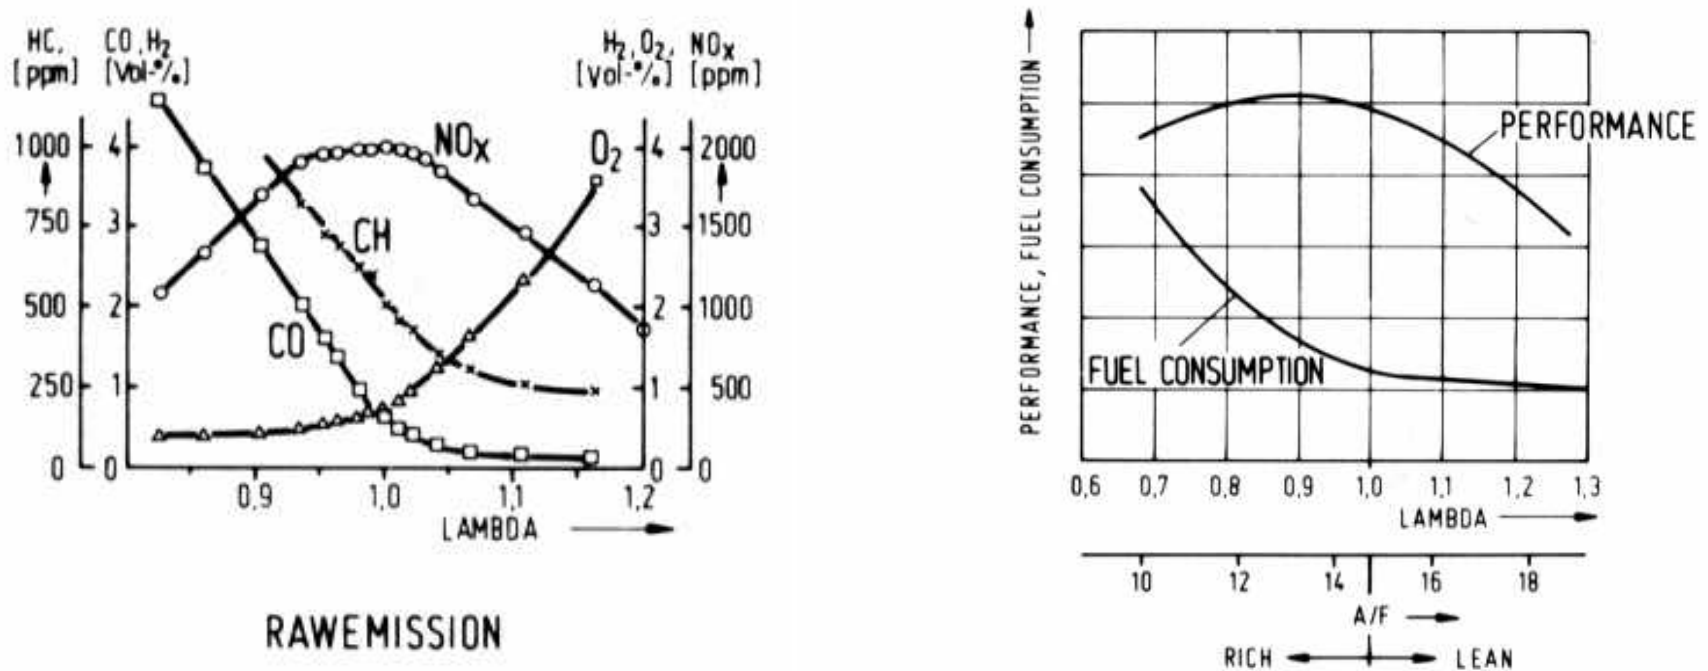 HC, CO, H₂ H₂, O₂, NOₓ
[ppm] [Vol-%] [Vol-%] [ppm]
1000 4 4 2000
750 3 3 1500
500 2 2 1000
250 1 1 500
0 0 0 0
NOₓ
O₂
CH
CO
0,9 1,0 1,1 1,2
LAMBDA
RAWEMISSION
PERFORMANCE, FUEL CONSUMPTION
PERFORMANCE
FUEL CONSUMPTION
0,6 0,7 0,8 0,9 1,0 1,1 1,2 1,3
LAMBDA
10 12 14 16 18
A/F
RICH LEAN